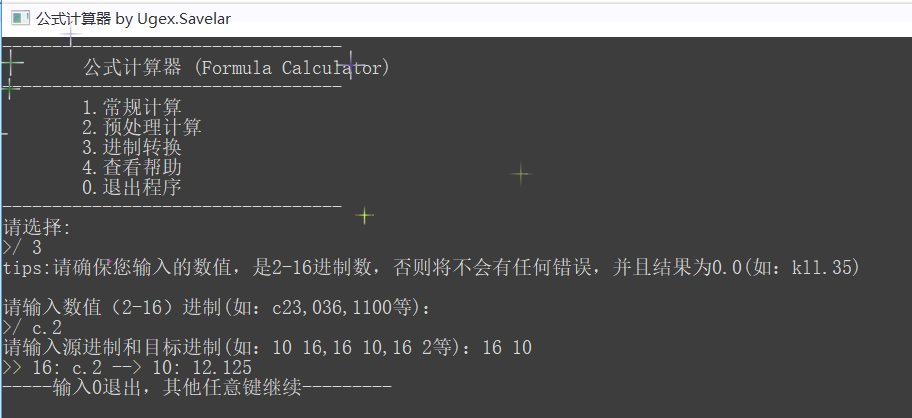 公式计算器 by Ugex.Savelar
----------------------------------
公式计算器 (Formula Calculator)
----------------------------------
1.常规计算
2.预处理计算
3.进制转换
4.查看帮助
0.退出程序
----------------------------------
请选择:
>/ 3
tips:请确保您输入的数值，是2-16进制数，否则将不会有任何错误，并且结果为0.0(如：kll.35)
请输入数值（2-16）进制(如：c23,036,1100等)：
>/ c.2
请输入源进制和目标进制(如：10 16,16 10,16 2等)：16 10
>> 16: c.2 --> 10: 12.125
-----输入0退出，其他任意键继续---------